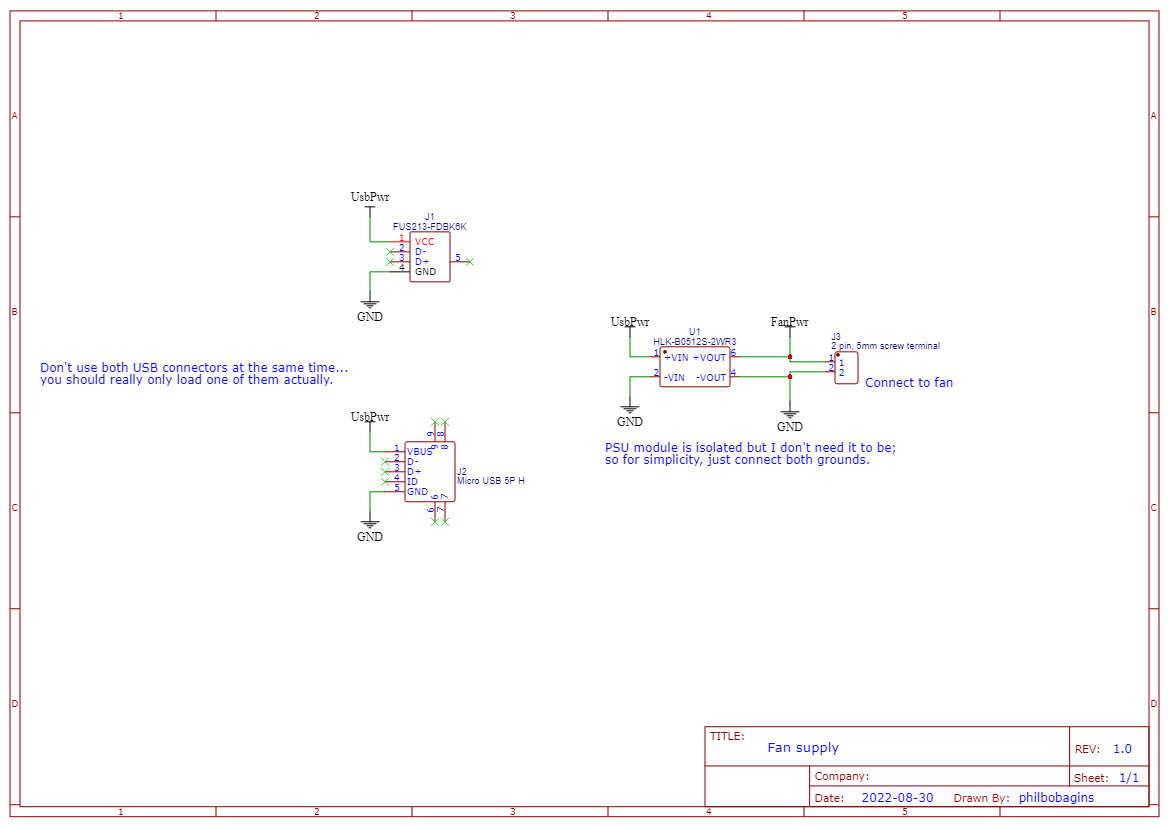 1 2 3 4 5
A A
UsbPwr
J1
FUS213-FDBK6K
1 VCC
2 D-
3 D+ 5
4 GND
GND
B B
UsbPwr FanPwr
U1
HLK-B0512S-2WR3
1 +VIN +VOUT 6
2 -VIN -VOUT 4
J3
2 pin, 5mm screw terminal
1 1
2 2
Connect to fan
GND GND
Don't use both USB connectors at the same time...
you should really only load one of them actually.
PSU module is isolated but I don't need it to be;
so for simplicity, just connect both grounds.
UsbPwr
9 8
9 8
1 VBUS
2 D-
3 D+
4 ID
5 GND
J2
Micro USB 5P H
6 7
6 7
GND
C C
D D
TITLE:
Fan supply
REV: 1.0
Company:
Sheet: 1/1
Date: 2022-08-30 Drawn By: philbobagins
1 2 3 4 5